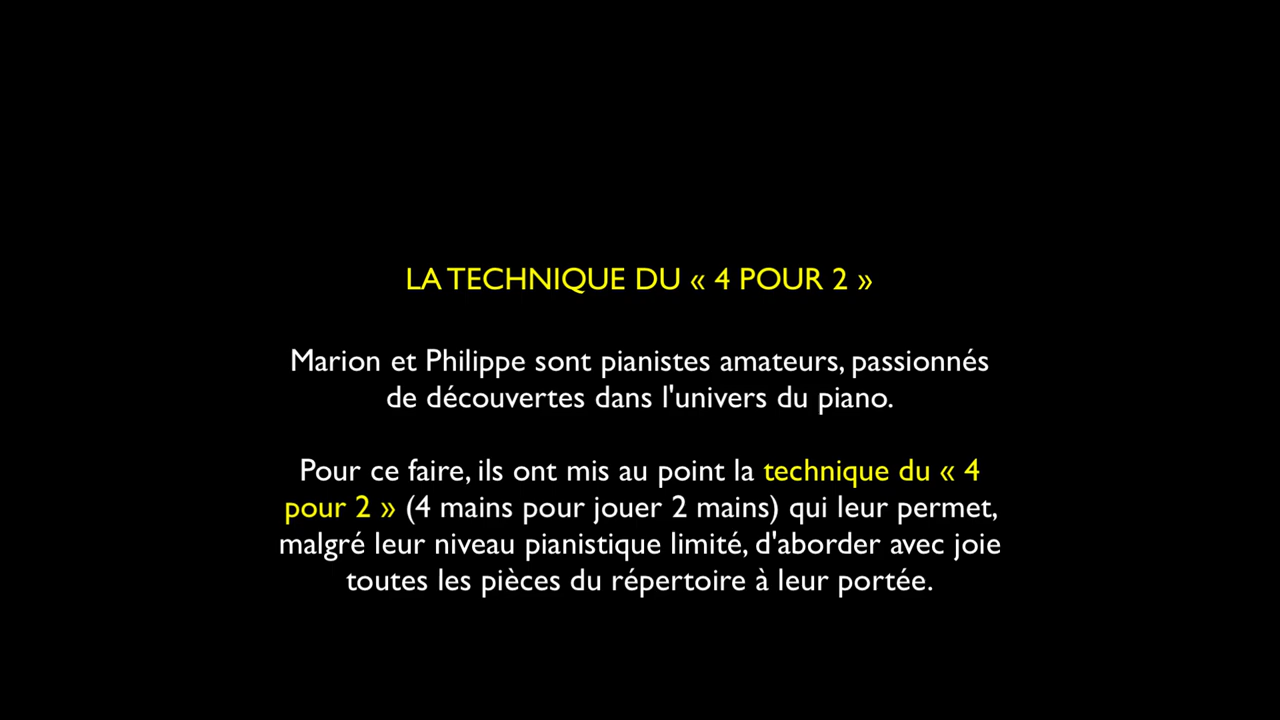 LA TECHNIQUE DU « 4 POUR 2 »
Marion et Philippe sont pianistes amateurs, passionnés
de découvertes dans l'univers du piano.
Pour ce faire, ils ont mis au point la technique du « 4
pour 2 » (4 mains pour jouer 2 mains) qui leur permet,
malgré leur niveau pianistique limité, d'aborder avec joie
toutes les pièces du répertoire à leur portée.